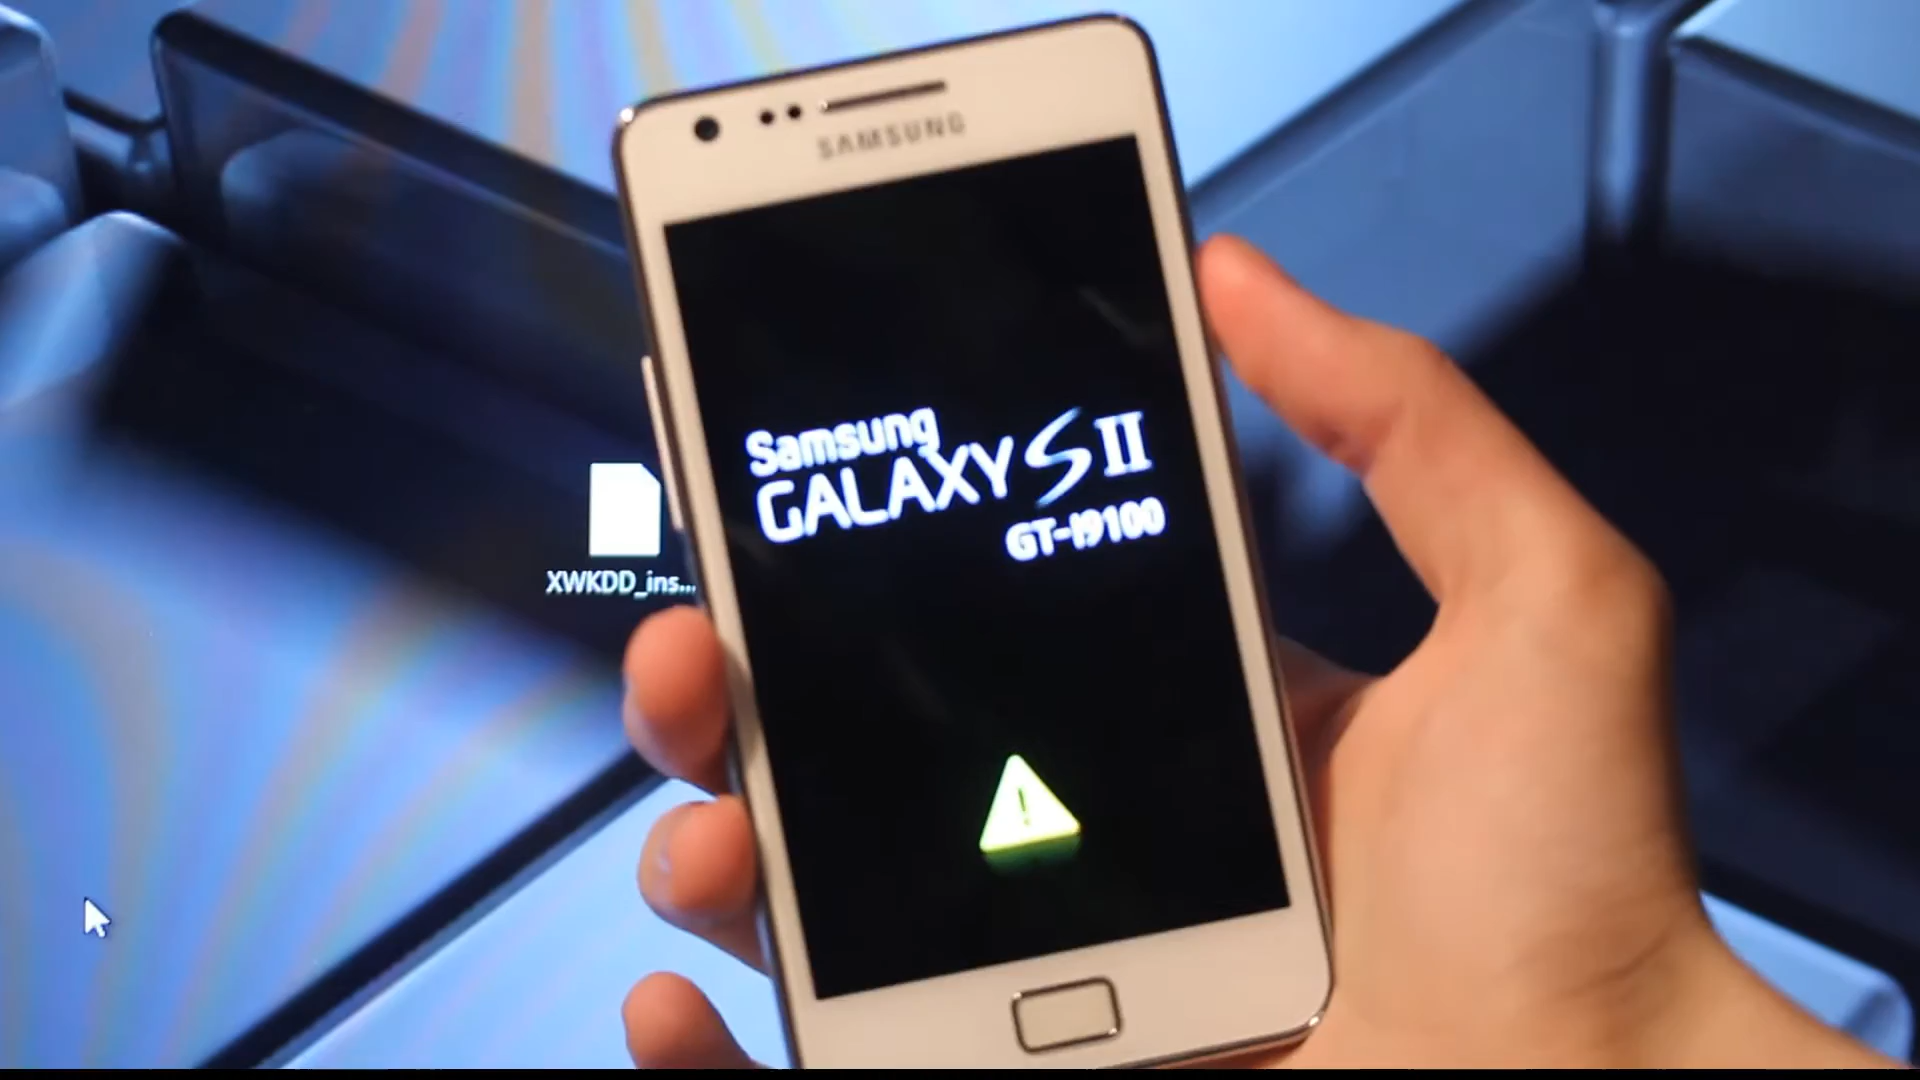 SAMSUNG
Samsung
GALAXY S II
GT-I9100
XWKDD_ins...